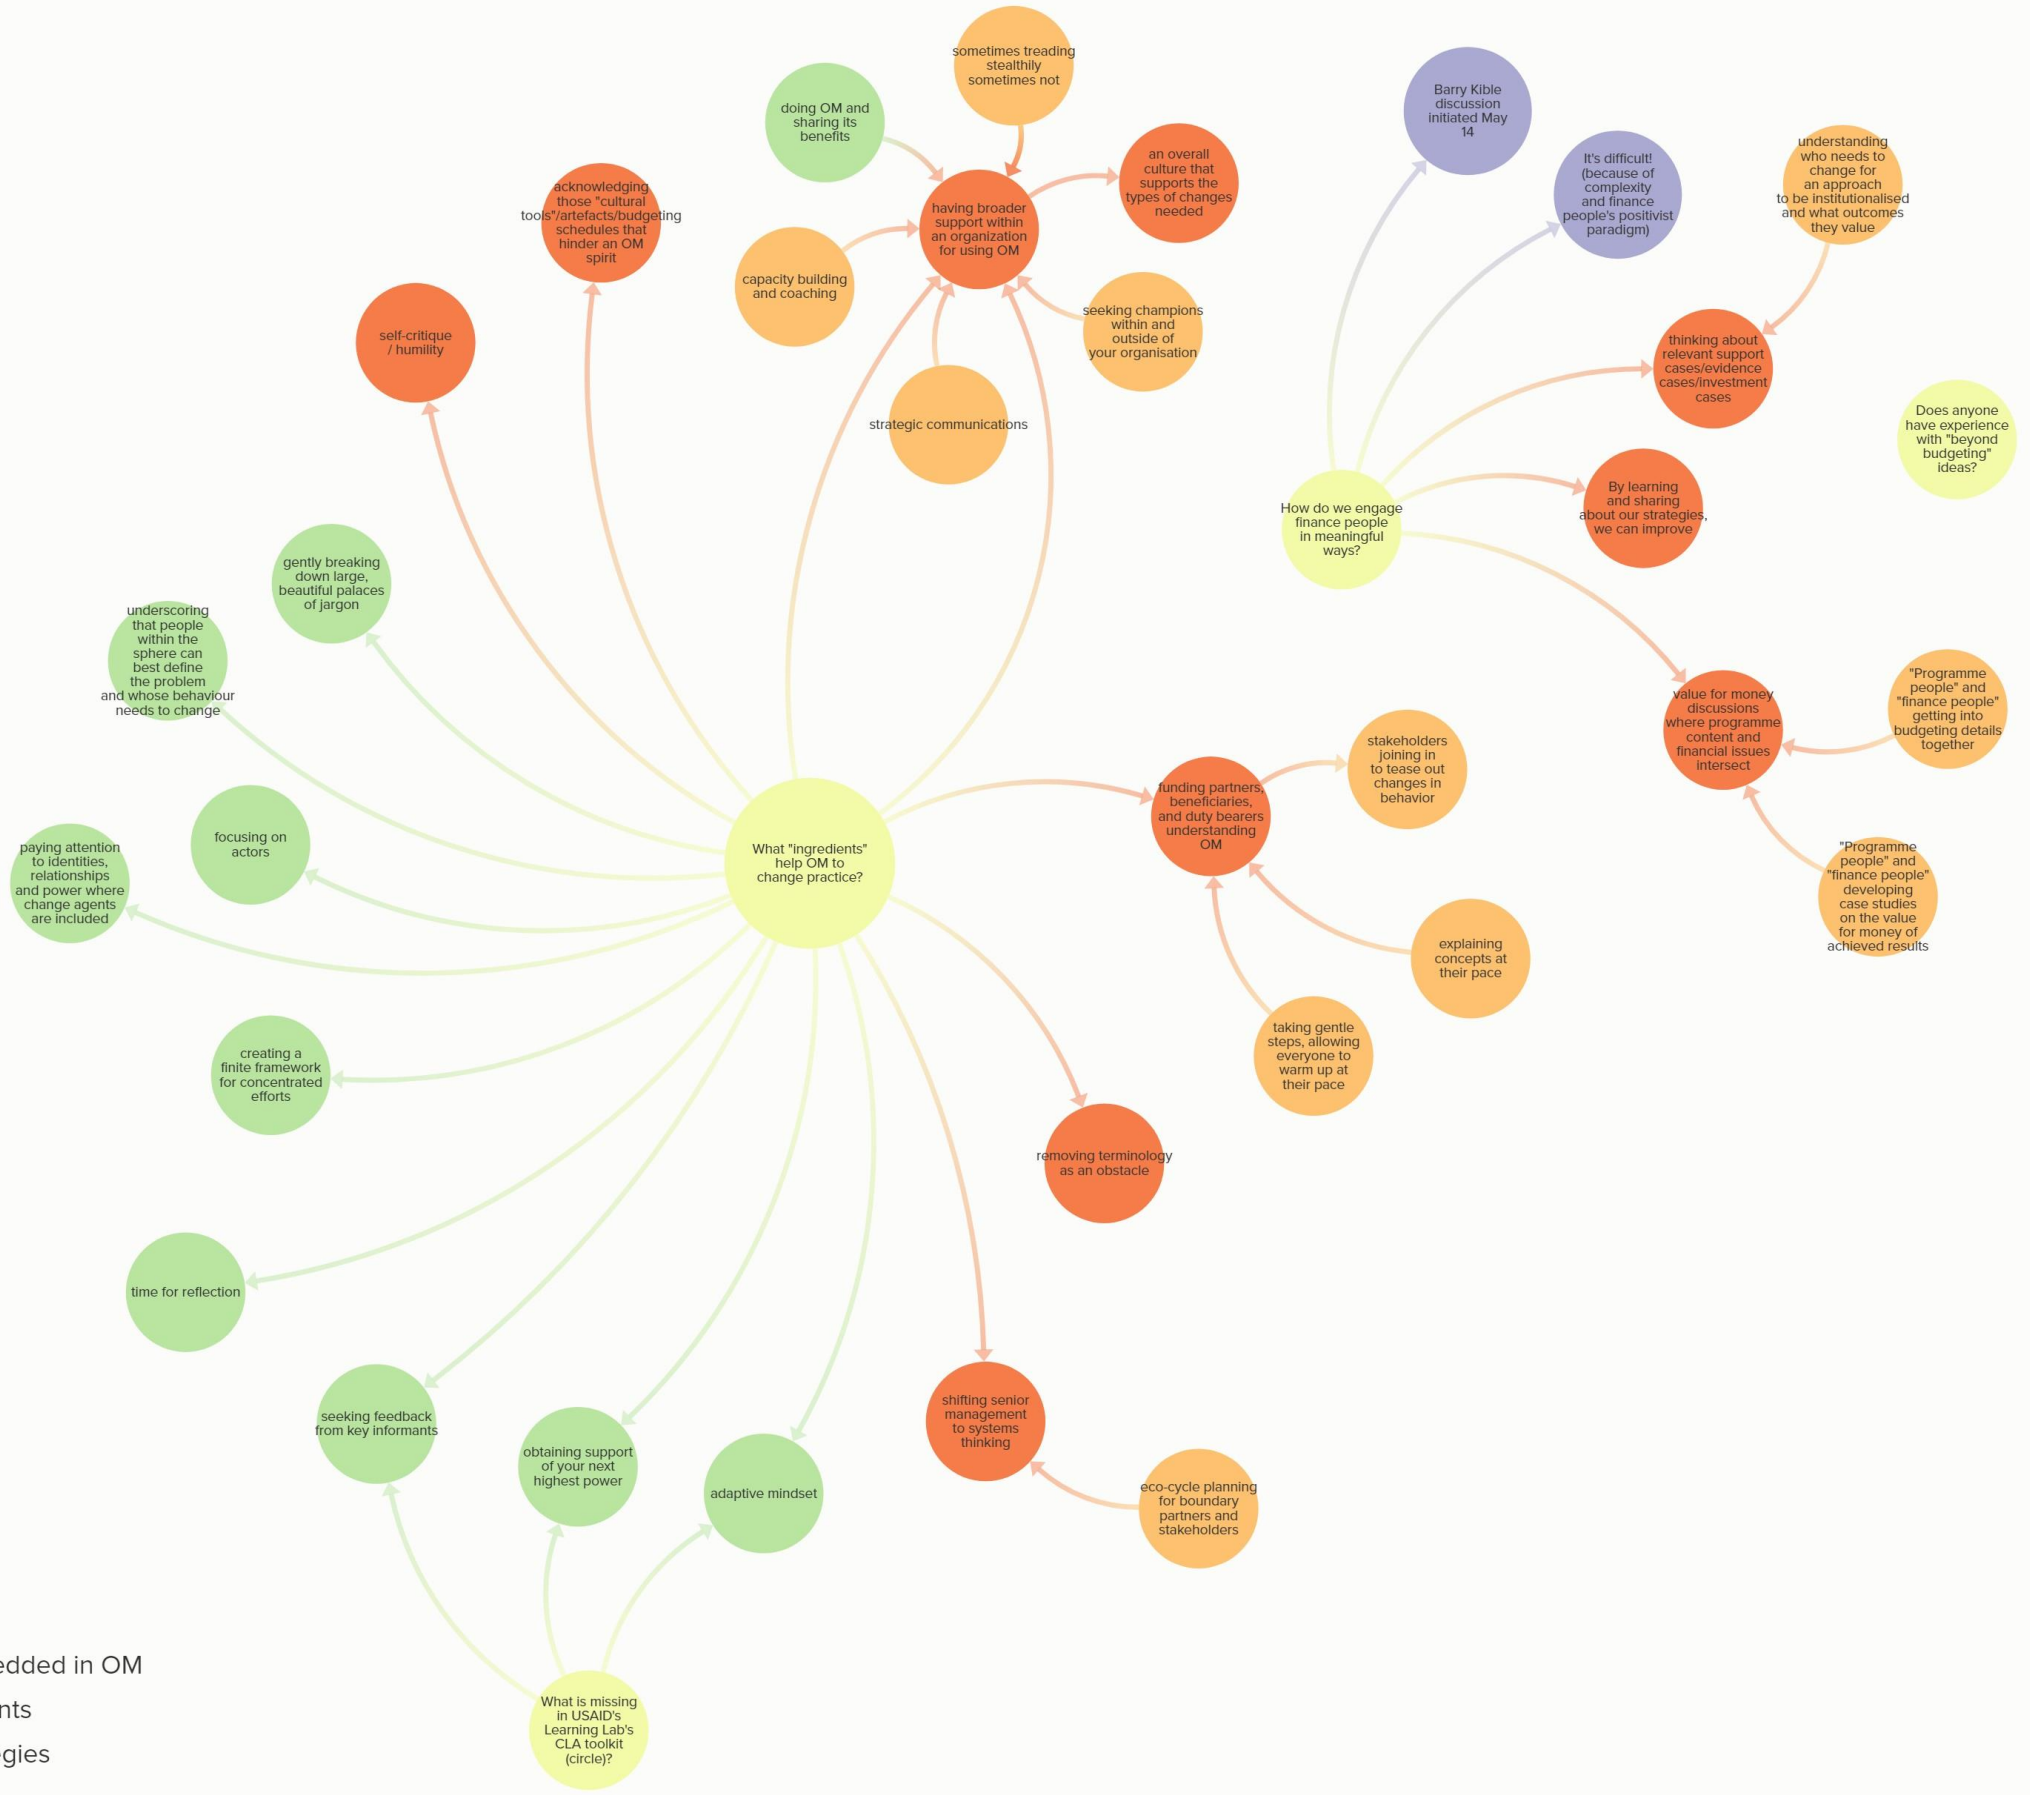 sometimes treading
stealthily
sometimes not
doing OM and
sharing its
benefits
an overall
culture that
supports the
types of changes
needed
having broader
support within
an organization
for using OM
capacity building
and coaching
seeking champions
within and
outside of
your organisation
strategic communications
acknowledging
those "cultural
tools"/artefacts/budgeting
schedules that
hinder an OM
spirit
self-critique
/ humility
Barry Kible
discussion
initiated May
14
It's difficult!
(because of
complexity
and finance
people's positivist
paradigm)
understanding
who needs to
change for
an approach
to be institutionalised
and what outcomes
they value
thinking about
relevant support
cases/evidence
cases/investment
cases
Does anyone
have experience
with "beyond
budgeting"
ideas?
By learning
and sharing
about our strategies,
we can improve
How do we engage
finance people
in meaningful
ways?
gently breaking
down large,
beautiful palaces
of jargon
underscoring
that people
within the
sphere can
best define
the problem
and whose behaviour
needs to change
focusing on
actors
paying attention
to identities,
relationships
and power where
change agents
are included
What "ingredients"
help OM to
change practice?
value for money
discussions
where programme
content and
financial issues
intersect
"Programme
people" and
"finance people"
getting into
budgeting details
together
"Programme
people" and
"finance people"
developing
case studies
on the value
for money of
achieved results
funding partners,
beneficiaries,
and duty bearers
understanding
OM
stakeholders
joining in
to tease out
changes in
behavior
explaining
concepts at
their pace
taking gentle
steps, allowing
everyone to
warm up at
their pace
creating a
finite framework
for concentrated
efforts
removing terminology
as an obstacle
time for reflection
seeking feedback
from key informants
obtaining support
of your next
highest power
adaptive mindset
shifting senior
management
to systems
thinking
eco-cycle planning
for boundary
partners and
stakeholders
What is missing
in USAID's
Learning Lab's
CLA toolkit
(circle)?
in OM